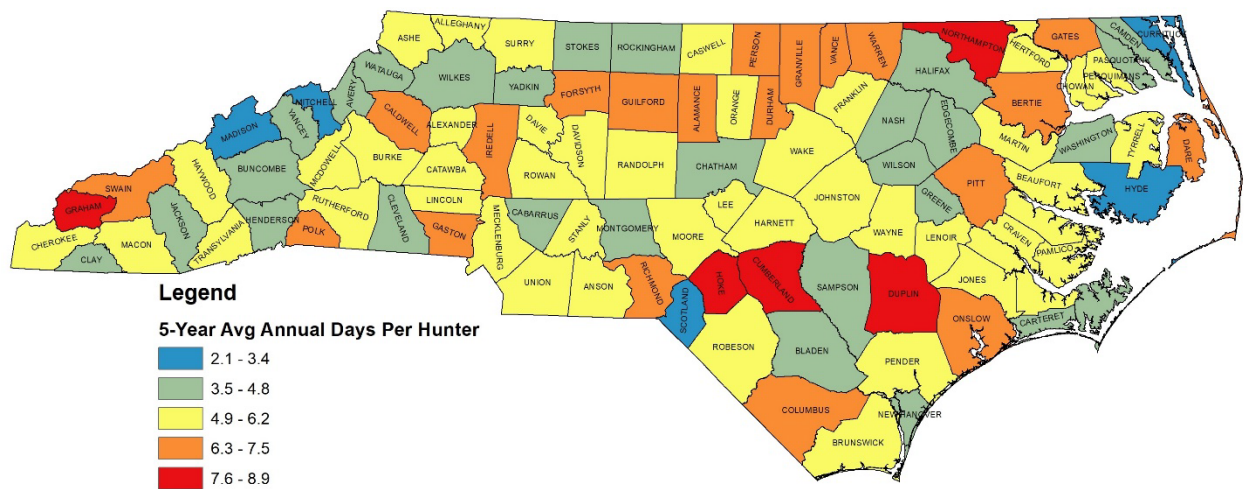 ALLEGHANY
ASHE
SURRY
STOKES
ROCKINGHAM
CASWELL
PERSON
GRANVILLE
VANCE
WARREN
NORTHAMPTON
HERTFORD
GATES
CAMDEN
CURRITUCK
PASQUOTANK
PERQUIMANS
CHOWAN
WATAUGA
WILKES
YADKIN
FORSYTH
GUILFORD
ALAMANCE
ORANGE
DURHAM
FRANKLIN
HALIFAX
BERTIE
MITCHELL
AVERY
CALDWELL
ALEXANDER
IREDELL
DAVIE
DAVIDSON
RANDOLPH
CHATHAM
WAKE
NASH
EDGECOMBE
MARTIN
WASHINGTON
TYRRELL
DARE
MADISON
YANCEY
BURKE
MCDOWELL
CATAWBA
ROWAN
WILSON
PITT
BEAUFORT
HYDE
HAYWOOD
BUNCOMBE
SWAIN
GRAHAM
RUTHERFORD
LINCOLN
CLEVELAND
GASTON
MECKLENBURG
CABARRUS
STANLY
MONTGOMERY
MOORE
LEE
HARNETT
JOHNSTON
WAYNE
GREENE
LENOIR
CRAVEN
PAMLICO
CHEROKEE
CLAY
MACON
JACKSON
TRANSYLVANIA
HENDERSON
POLK
UNION
ANSON
RICHMOND
SCOTLAND
HOKE
CUMBERLAND
SAMPSON
DUPLIN
JONES
ONSLOW
CARTERET
ROBESON
BLADEN
PENDER
COLUMBUS
NEW HANOVER
BRUNSWICK
Legend
5-Year Avg Annual Days Per Hunter
2.1 - 3.4
3.5 - 4.8
4.9 - 6.2
6.3 - 7.5
7.6 - 8.9